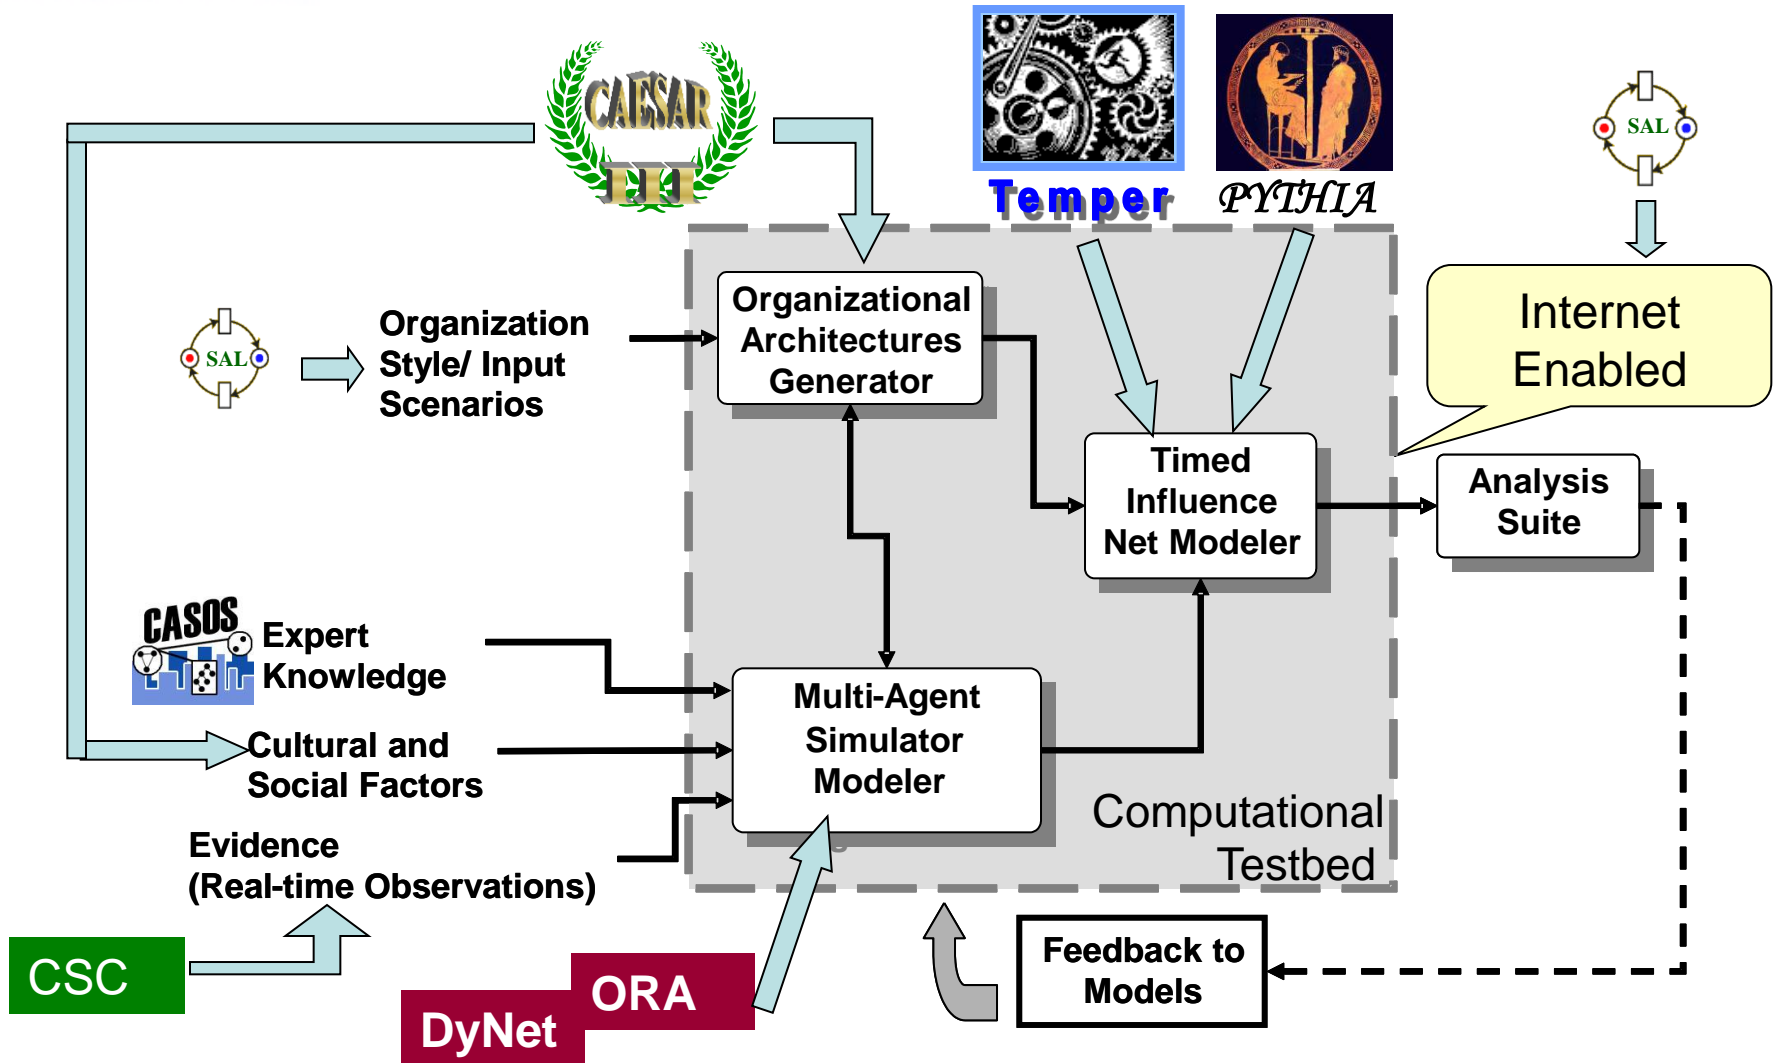 CAESAR
III
Temper
PYTHIA
SAL
Internet
Enabled
Organizational
Architectures
Generator
SAL
Organization
Style/ Input
Scenarios
Timed
Influence
Net Modeler
Analysis
Suite
CASOS
Expert
Knowledge
Multi-Agent
Simulator
Modeler
Cultural and
Social Factors
Computational
Testbed
Evidence
(Real-time Observations)
CSC
DyNet
ORA
Feedback to
Models